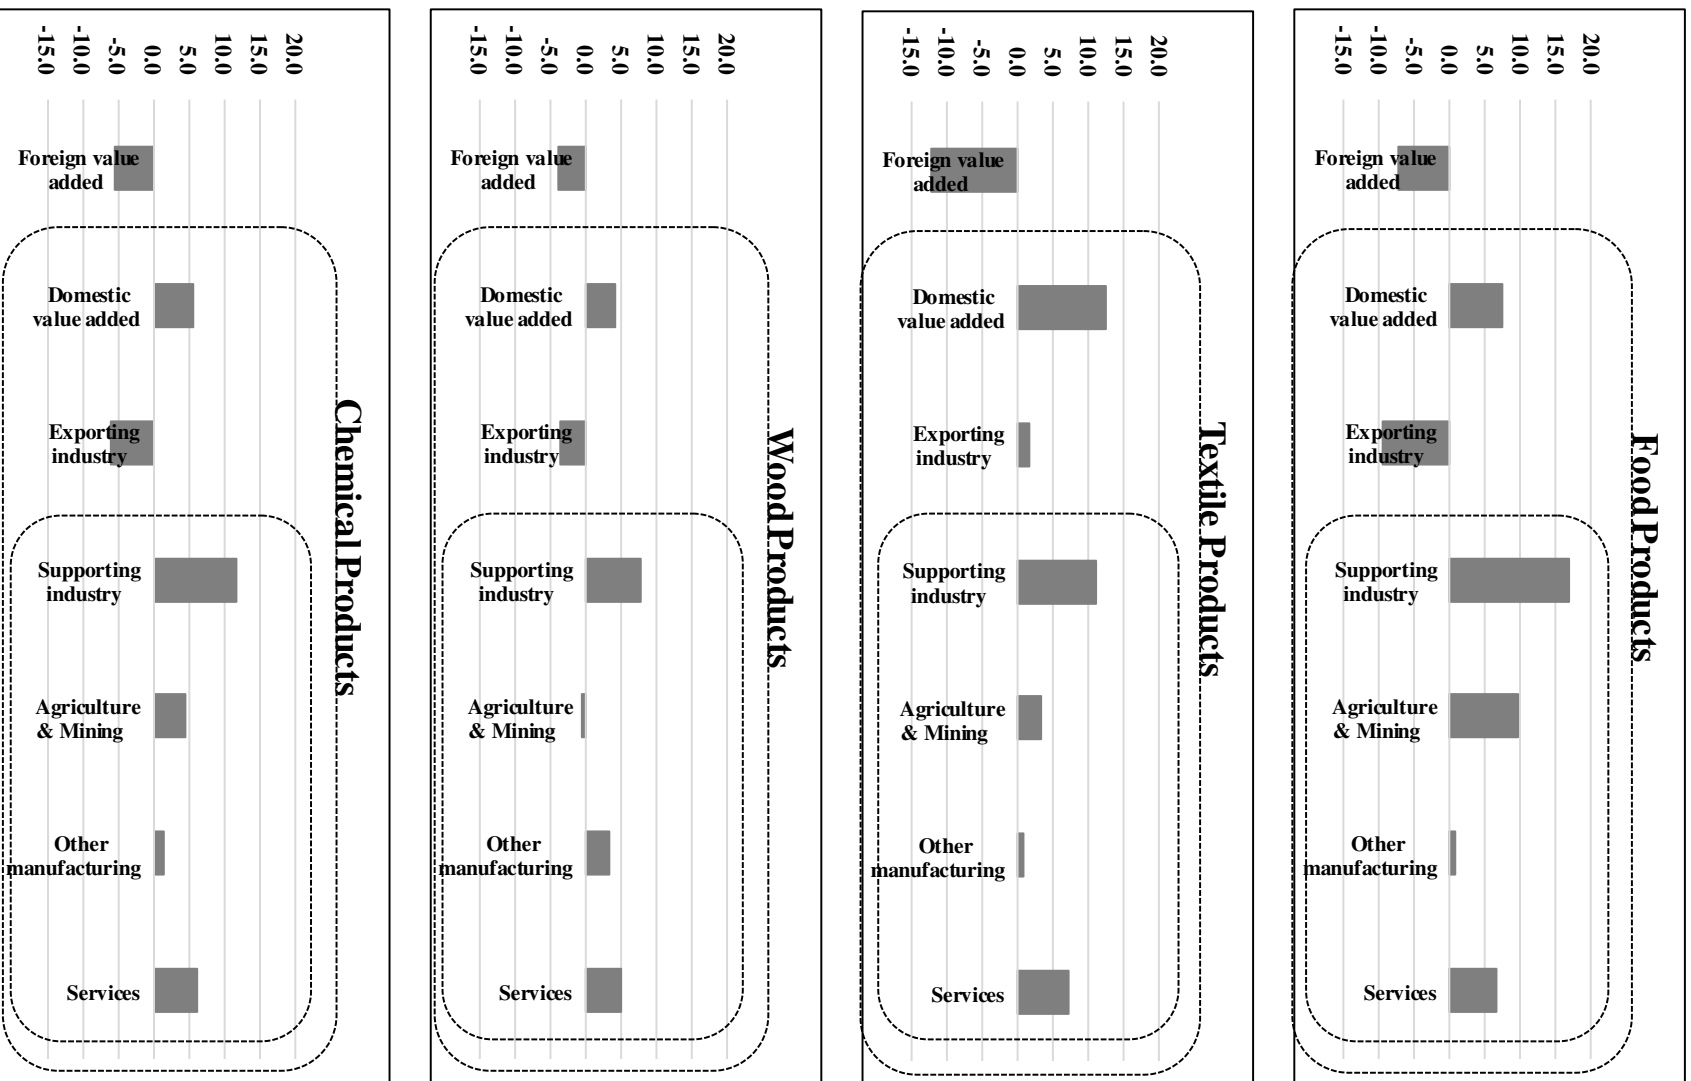 Chemical Products
-15.0
-10.0
-5.0
0.0
5.0
10.0
15.0
20.0
Foreign value
added
Domestic
value added
Exporting
industry
Supporting
industry
Agriculture
& Mining
Other
manufacturing
Services
Wood Products
-15.0
-10.0
-5.0
0.0
5.0
10.0
15.0
20.0
Foreign value
added
Domestic
value added
Exporting
industry
Supporting
industry
Agriculture
& Mining
Other
manufacturing
Services
Textile Products
-15.0
-10.0
-5.0
0.0
5.0
10.0
15.0
20.0
Foreign value
added
Domestic
value added
Exporting
industry
Supporting
industry
Agriculture
& Mining
Other
manufacturing
Services
Food Products
-15.0
-10.0
-5.0
0.0
5.0
10.0
15.0
20.0
Foreign value
added
Domestic
value added
Exporting
industry
Supporting
industry
Agriculture
& Mining
Other
manufacturing
Services